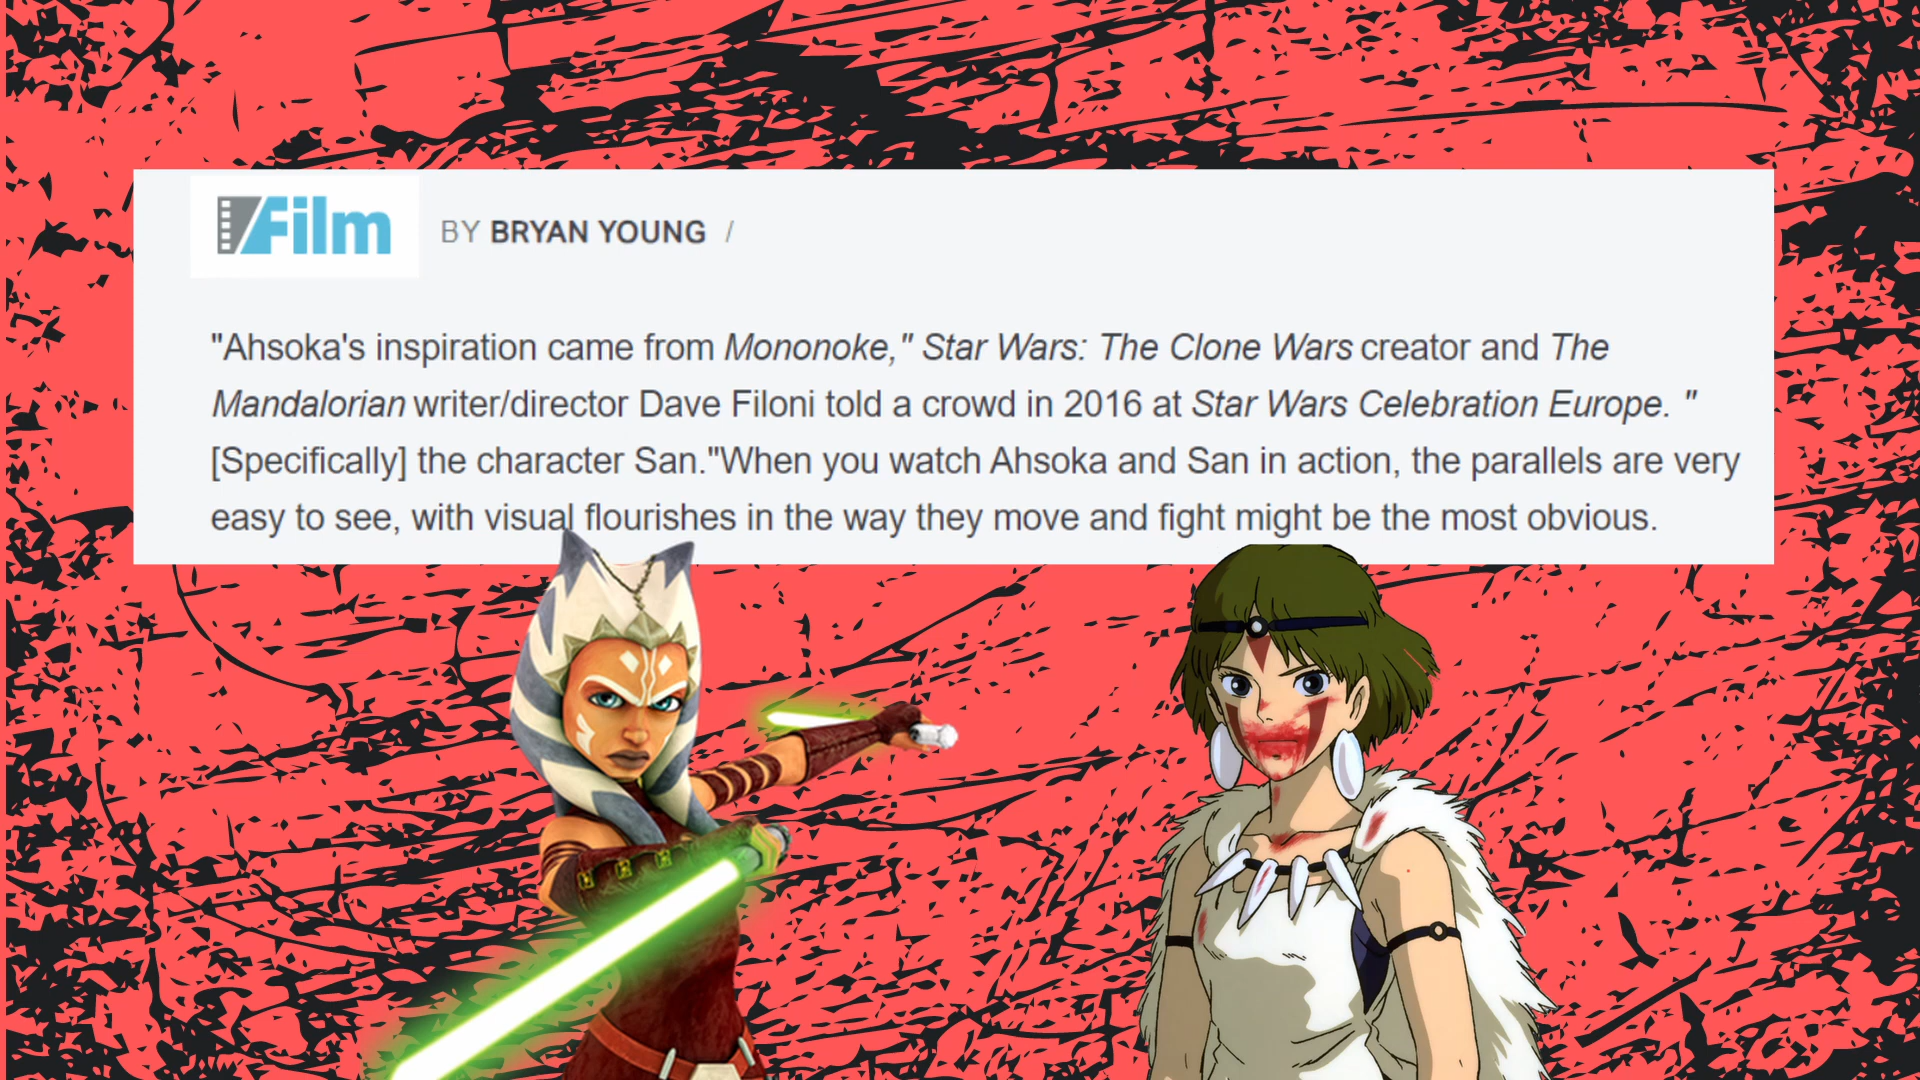 /Film BY BRYAN YOUNG /
"Ahsoka's inspiration came from Mononoke," Star Wars: The Clone Wars creator and The
Mandalorian writer/director Dave Filoni told a crowd in 2016 at Star Wars Celebration Europe. "
[Specifically] the character San."When you watch Ahsoka and San in action, the parallels are very
easy to see, with visual flourishes in the way they move and fight might be the most obvious.